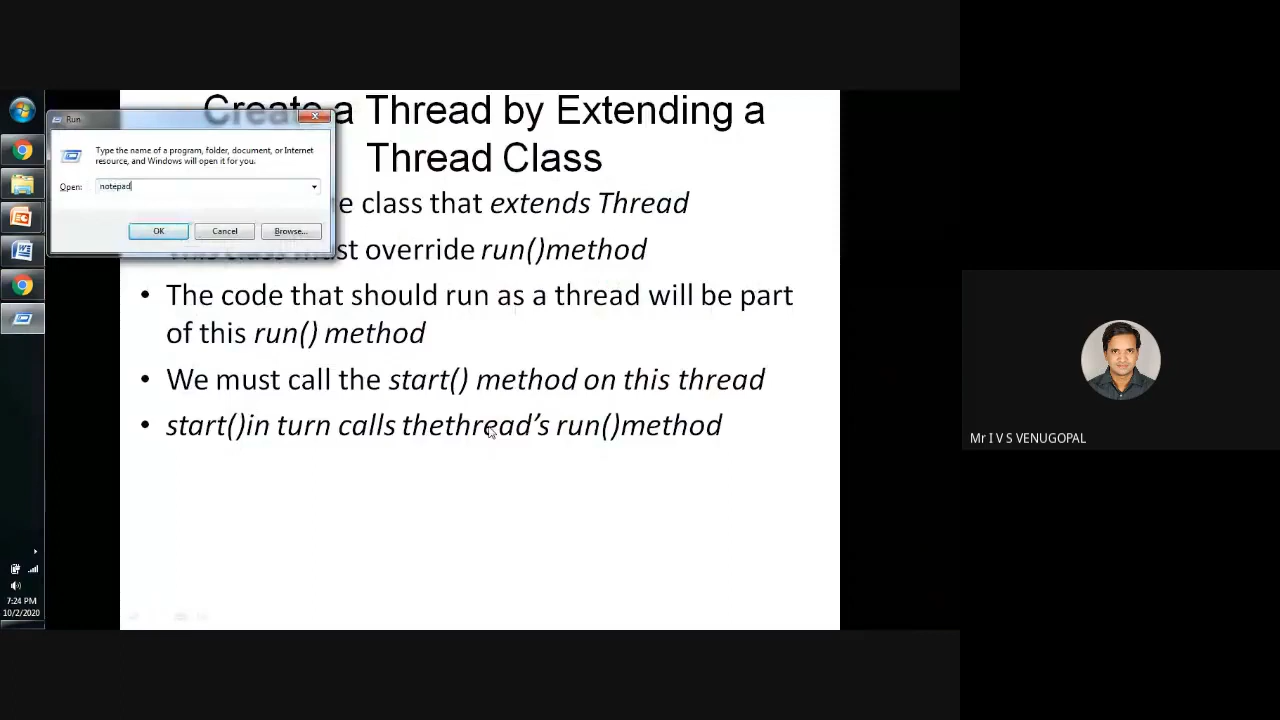 Create a Thread by Extending a
Thread Class
Run
Type the name of a program, folder, document, or Internet
resource, and Windows will open it for you.
Open: notepad
OK Cancel Browse...
e class that extends Thread
override run()method
• The code that should run as a thread will be part
of this run() method
• We must call the start() method on this thread
• start()in turn calls thethread's run()method
Mr I V S VENUGOPAL
7:24 PM
10/2/2020